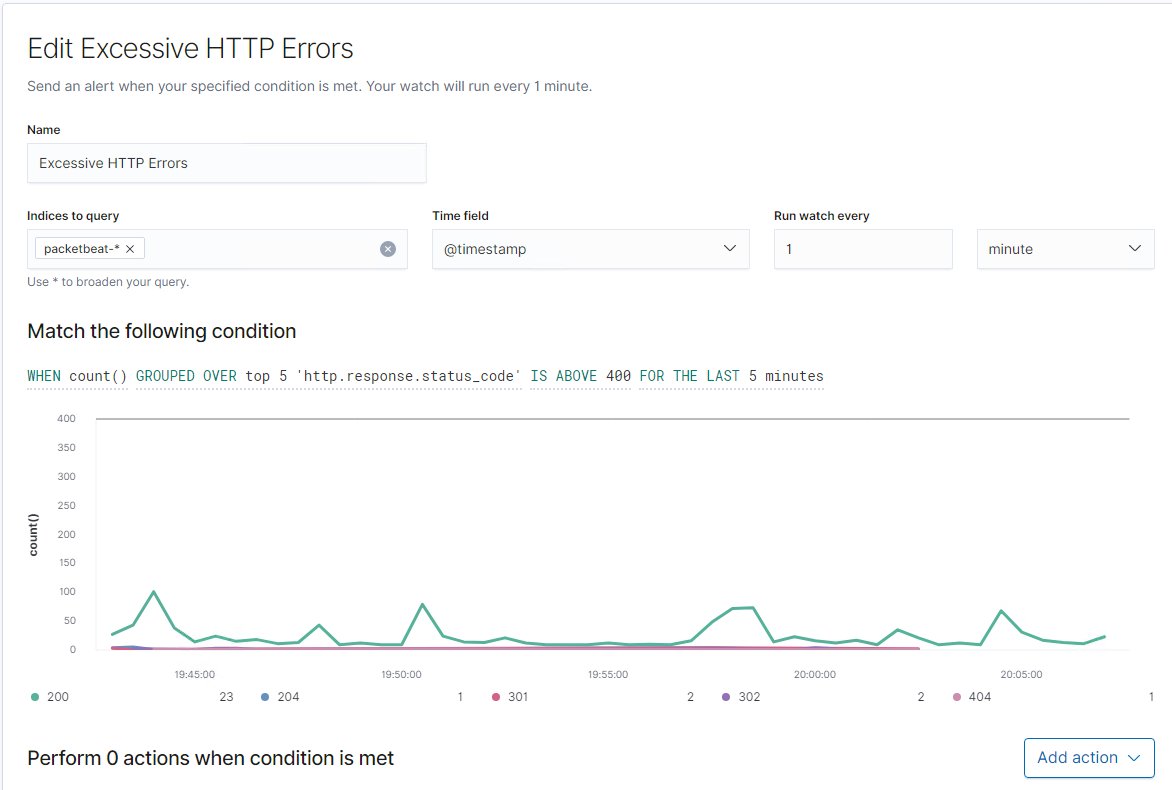 Edit Excessive HTTP Errors
Send an alert when your specified condition is met. Your watch will run every 1 minute.
Name
Excessive HTTP Errors
Indices to query Time field Run watch every
packetbeat-* × @timestamp 1 minute
Use * to broaden your query.
Match the following condition
WHEN count() GROUPED OVER top 5 'http.response.status_code' IS ABOVE 400 FOR THE LAST 5 minutes
400
350
300
250
200
150
100
50
0
count()
19:45:00 19:50:00 19:55:00 20:00:00 20:05:00
200 23 204 1 301 2 302 2 404 1
Perform 0 actions when condition is met Add action